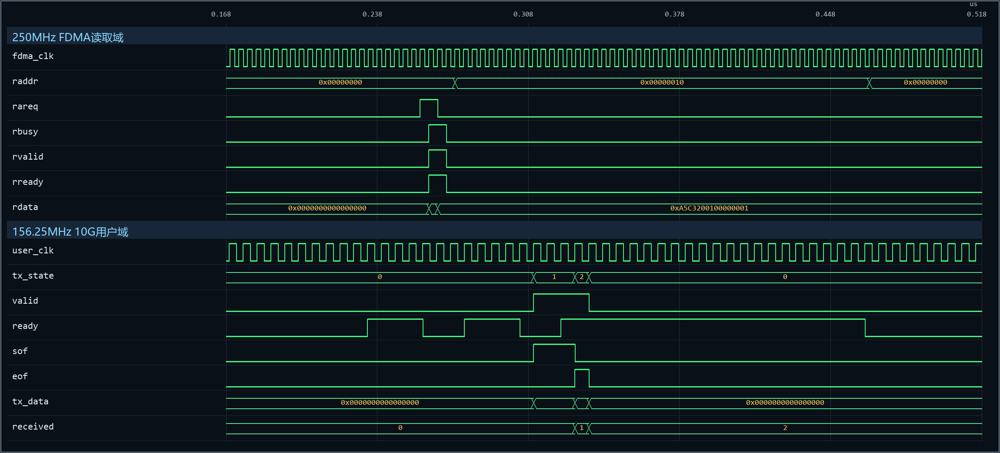 us
0.168 0.238 0.308 0.378 0.448 0.518
250MHz FDMA读取域
fdma_clk
raddr 0x00000000 0x00000010 0x00000000
rareq
rbusy
rvalid
rready
rdata 0x0000000000000000 0xA5C3200100000001
156.25MHz 10G用户域
user_clk
tx_state 0 1 2 0
valid
ready
sof
eof
tx_data 0x0000000000000000 0x0000000000000000
received 0 1 2